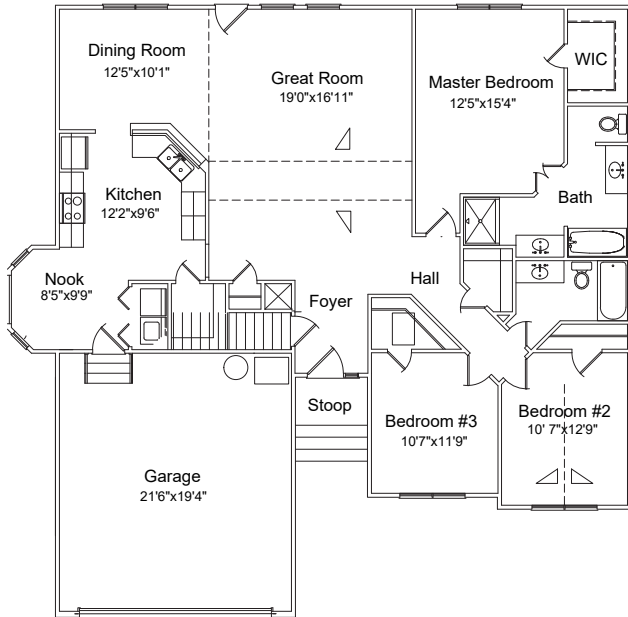 Dining Room
12'5"x10'1"
Great Room
19'0"x16'11"
Master Bedroom
12'5"x15'4"
WIC
Kitchen
12'2"x9'6"
Bath
Nook
8'5"x9'9"
Hall
Foyer
Stoop
Bedroom #3
10'7"x11'9"
Bedroom #2
10' 7"x12'9"
Garage
21'6"x19'4"